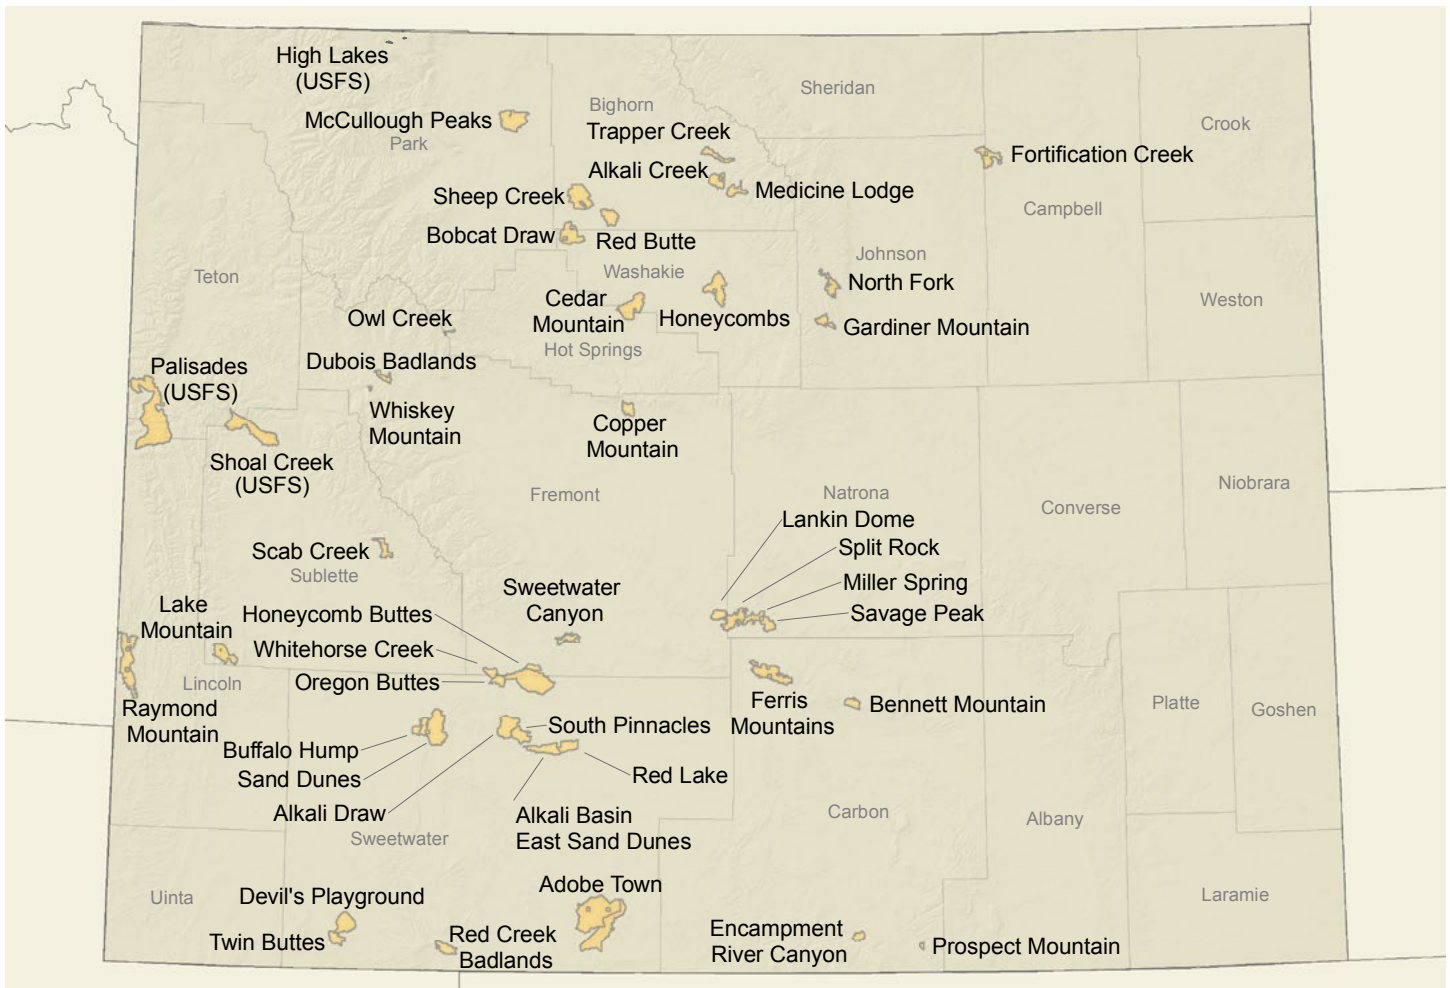 High Lakes
(USFS)
Sheridan
McCullough Peaks
Bighorn
Park
Trapper Creek
Crook
Fortification Creek
Alkali Creek
Medicine Lodge
Sheep Creek
Campbell
Bobcat Draw
Red Butte
Johnson
Teton
Washakie
North Fork
Cedar
Mountain
Honeycombs
Weston
Owl Creek
Gardiner Mountain
Hot Springs
Dubois Badlands
Palisades
(USFS)
Whiskey
Mountain
Copper
Mountain
Shoal Creek
(USFS)
Fremont
Natrona
Niobrara
Converse
Lankin Dome
Split Rock
Scab Creek
Sublette
Miller Spring
Sweetwater
Canyon
Savage Peak
Lake
Mountain
Honeycomb Buttes
Whitehorse Creek
Oregon Buttes
Lincoln
Raymond
Mountain
Ferris
Mountains
Bennett Mountain
Platte
Goshen
South Pinnacles
Buffalo Hump
Sand Dunes
Red Lake
Alkali Draw
Alkali Basin
East Sand Dunes
Carbon
Albany
Sweetwater
Adobe Town
Uinta
Devil's Playground
Laramie
Twin Buttes
Red Creek
Badlands
Encampment
River Canyon
Prospect Mountain